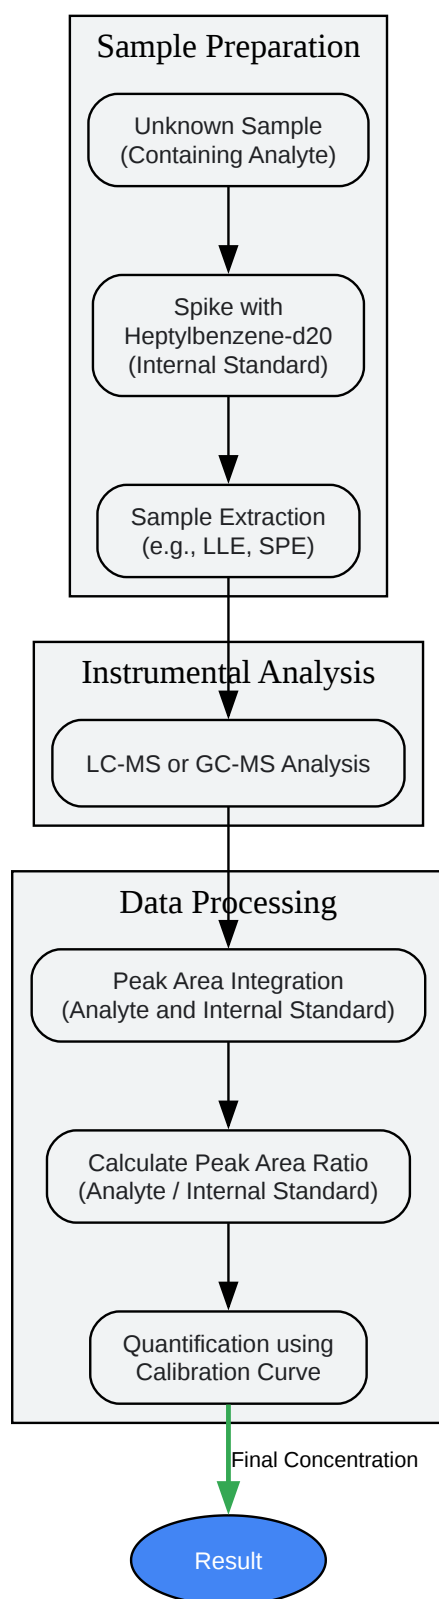 Sample Preparation
Unknown Sample
(Containing Analyte)
Spike with
Heptylbenzene-d20
(Internal Standard)
Sample Extraction
(e.g., LLE, SPE)
Instrumental Analysis
LC-MS or GC-MS Analysis
Data Processing
Peak Area Integration
(Analyte and Internal Standard)
Calculate Peak Area Ratio
(Analyte / Internal Standard)
Quantification using
Calibration Curve
Final Concentration
Result